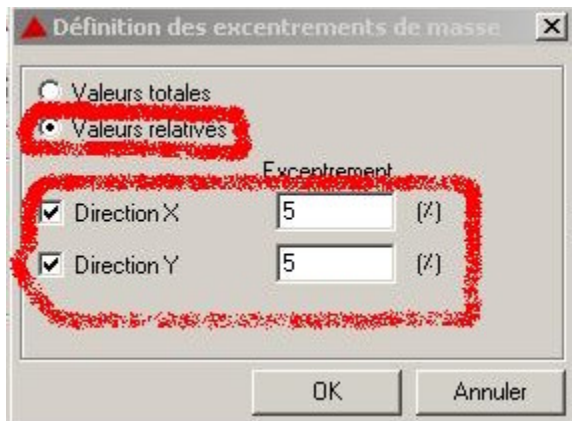 Définition des excentrements de masse
Valeurs totales
Valeurs relatives
Excentrement
Direction X 5 (%)
Direction Y 5 (%)
OK Annuler